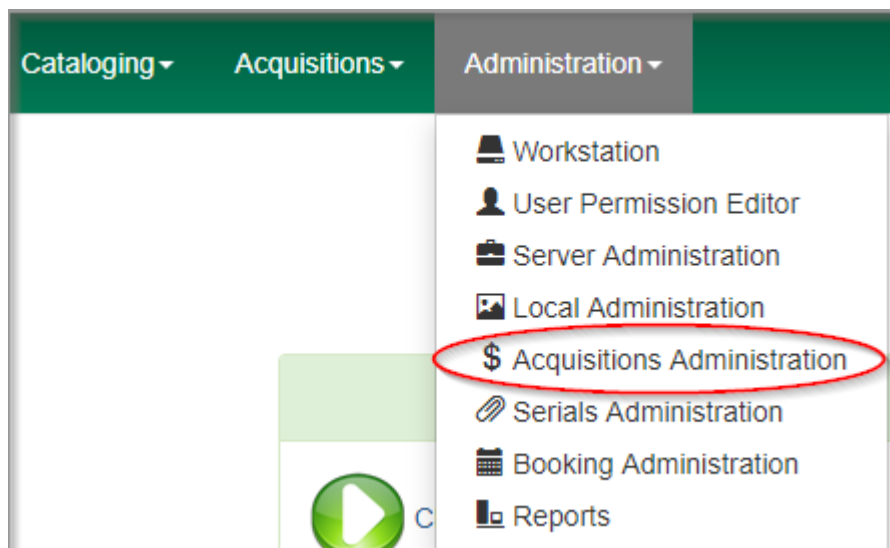 Cataloging Acquisitions Administration
Workstation
User Permission Editor
Server Administration
Local Administration
$ Acquisitions Administration
Serials Administration
Booking Administration
C
Reports